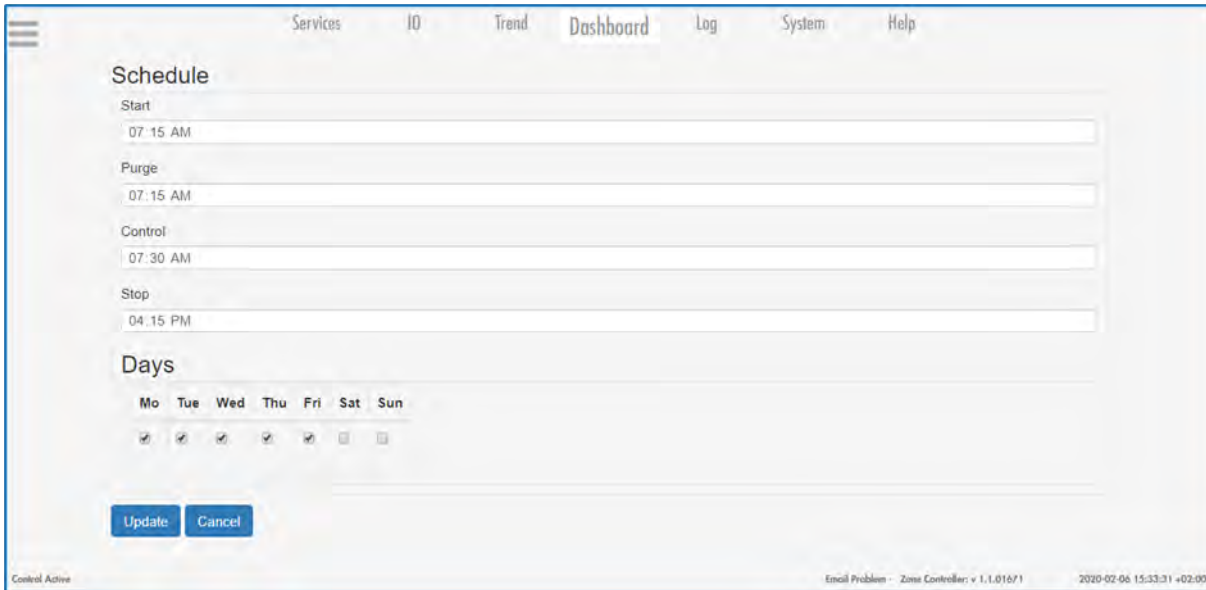 Services IO Trend Dashboard Log System Help
Schedule
Start
07:15 AM
Purge
07:15 AM
Control
07:30 AM
Stop
04:15 PM
Days
Mo Tue Wed Thu Fri Sat Sun
Update Cancel
Control Active Email Problem - Zone Controller: v 1.1.01671 2020-02-06 15:33:31 +02:00